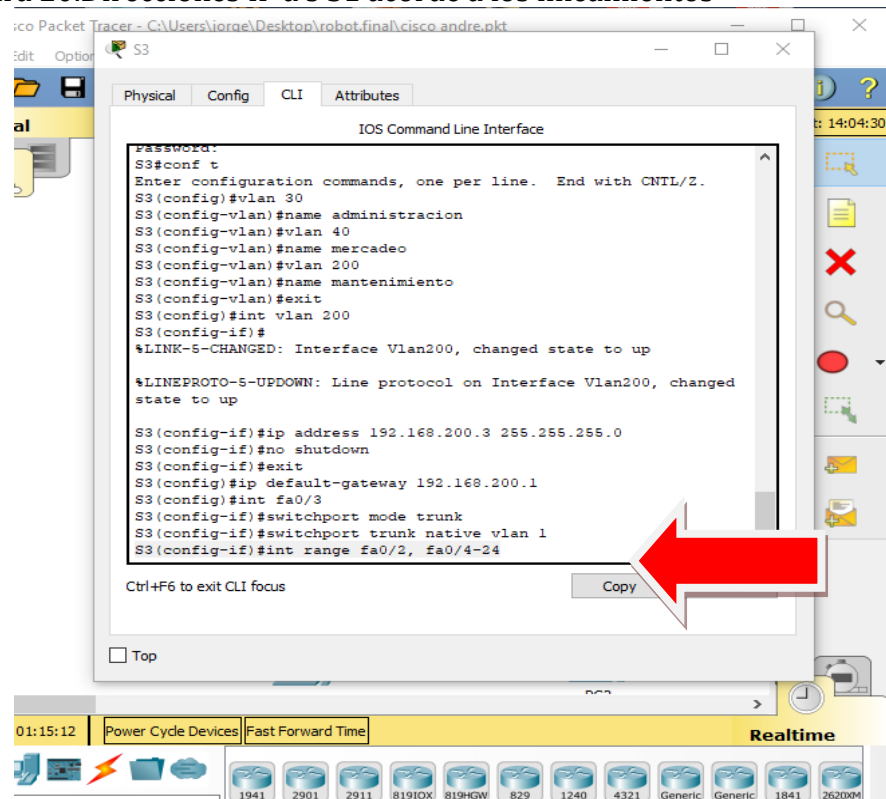 Direcciones IP a S3 acorde a los lineamientos
sco Packet Tracer - C:\Users\jorge\Desktop\robot.final\cisco andre.pkt
Edit Option
S3
Physical Config CLI Attributes
al
t: 14:04:30
IOS Command Line Interface
Password:
S3#conf t
Enter configuration commands, one per line. End with CNTL/Z.
S3(config)#vlan 30
S3(config-vlan)#name administracion
S3(config-vlan)#vlan 40
S3(config-vlan)#name mercadeo
S3(config-vlan)#vlan 200
S3(config-vlan)#name mantenimiento
S3(config-vlan)#exit
S3(config)#int vlan 200
S3(config-if)#
%LINK-5-CHANGED: Interface Vlan200, changed state to up
%LINEPROTO-5-UPDOWN: Line protocol on Interface Vlan200, changed
state to up
S3(config-if)#ip address 192.168.200.3 255.255.255.0
S3(config-if)#no shutdown
S3(config-if)#exit
S3(config)#ip default-gateway 192.168.200.1
S3(config)#int fa0/3
S3(config-if)#switchport mode trunk
S3(config-if)#switchport trunk native vlan 1
S3(config-if)#int range fa0/2, fa0/4-24
Ctrl+F6 to exit CLI focus
Copy
Top
01:15:12 Power Cycle Devices Fast Forward Time
Realtime
1941 2901 2911 819IOX 819HGW 829 1240 4321 Generic Generic 1841 2620XM